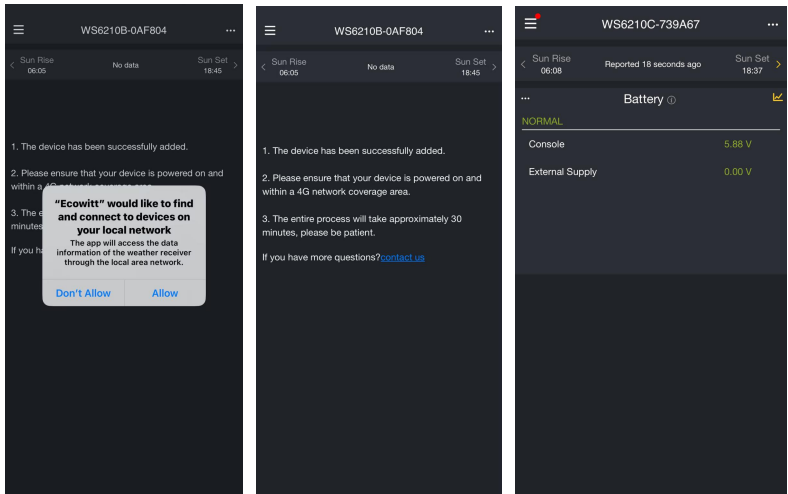 WS6210B-0AF804
Sun Rise
06:05
No data
Sun Set
18:45
1. The device has been successfully added.
2. Please ensure that your device is powered on and
within a 4G network coverage area.
3. The e
minutes
If you ha
"Ecowitt" would like to find
and connect to devices on
your local network
The app will access the data
information of the weather receiver
through the local area network.
Don't Allow
Allow
WS6210B-0AF804
Sun Rise
06:05
No data
Sun Set
18:45
1. The device has been successfully added.
2. Please ensure that your device is powered on and
within a 4G network coverage area.
3. The entire process will take approximately 30
minutes, please be patient.
If you have more questions?contact us
WS6210C-739A67
Sun Rise
06:08
Reported 18 seconds ago
Sun Set
18:37
Battery
NORMAL
Console
5.88 V
External Supply
0.00 V